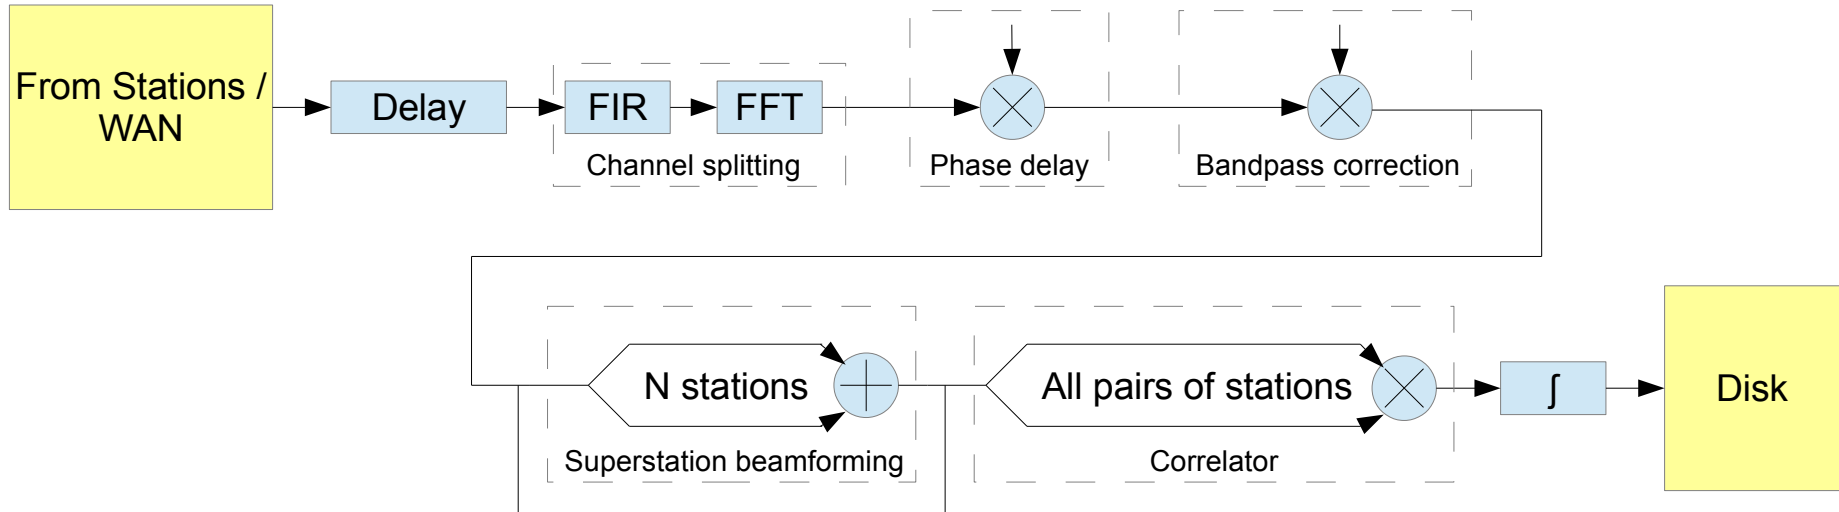 From Stations /
WAN
Delay
FIR
FFT
Channel splitting
Phase delay
Bandpass correction
N stations
Superstation beamforming
All pairs of stations
Correlator
∫
Disk